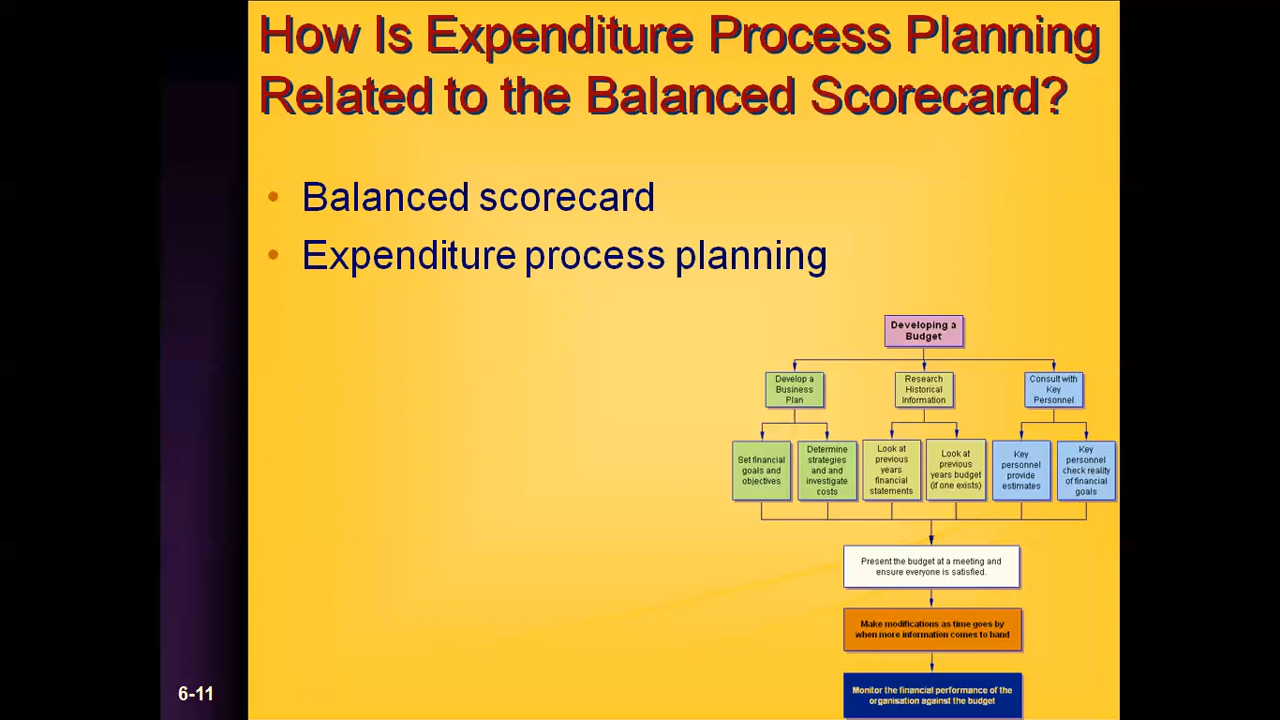 How Is Expenditure Process Planning
Related to the Balanced Scorecard?
• Balanced scorecard
• Expenditure process planning
Developing a
Budget
Develop a
Business
Plan
Research
Historical
Information
Consult with
Key
Personnel
Set financial
goals and
objectives
Determine
strategies
and and
investigate
costs
Look at
previous
years
financial
statements
Look at
previous
years budget
(if one exists)
Key
personnel
provide
estimates
Key
personnel
check reality
of financial
goals
Present the budget at a meeting and
ensure everyone is satisfied.
Make modifications as time goes by
when more information comes to hand
Monitor the financial performance of the
organisation against the budget
6-11